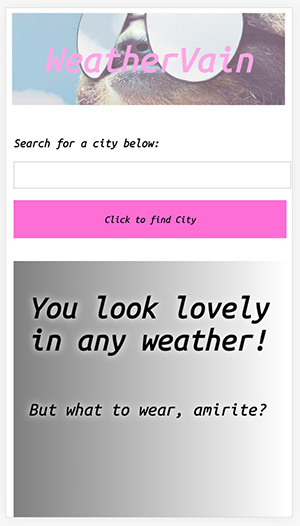 WeatherVain
Search for a city below:
Click to find City
You look lovely
in any weather!
But what to wear, amirite?